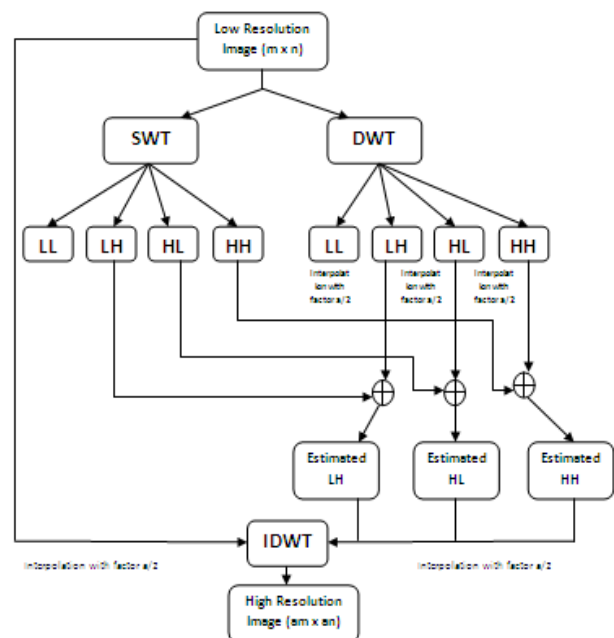 Low Resolution
Image (m x n)
SWT
DWT
LL
LH
HL
HH
LL
LH
HL
HH
Interpolat
ion with
factor a/2
Interpolat
ion with
factor a/2
Interpolat
ion with
factor a/2
Estimated
LH
Estimated
HL
Estimated
HH
IDWT
Interpolation with factor a/2
Interpolation with factor a/2
High Resolution
Image (am x an)